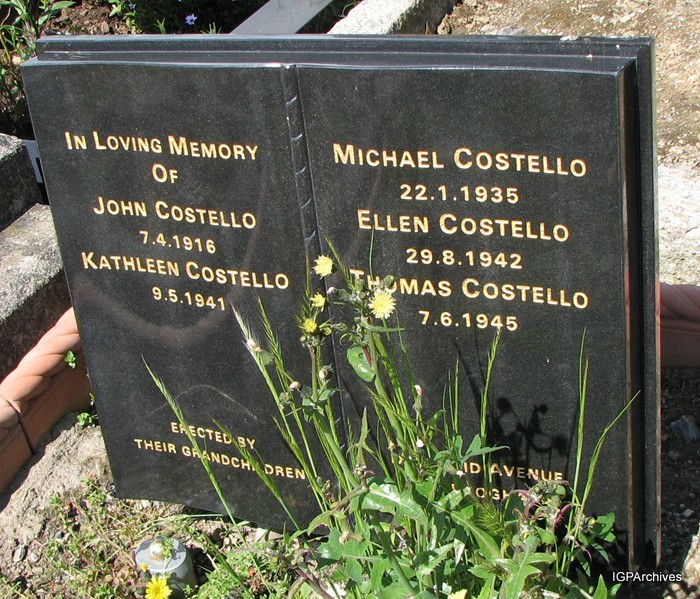 In Loving Memory
Of
John Costello
7.4.1916
Kathleen Costello
9.5.1941
Erected by
their grandchildren
Michael Costello
22.1.1935
Ellen Costello
29.8.1942
Thomas Costello
7.6.1945
Avenue
IGPArchives